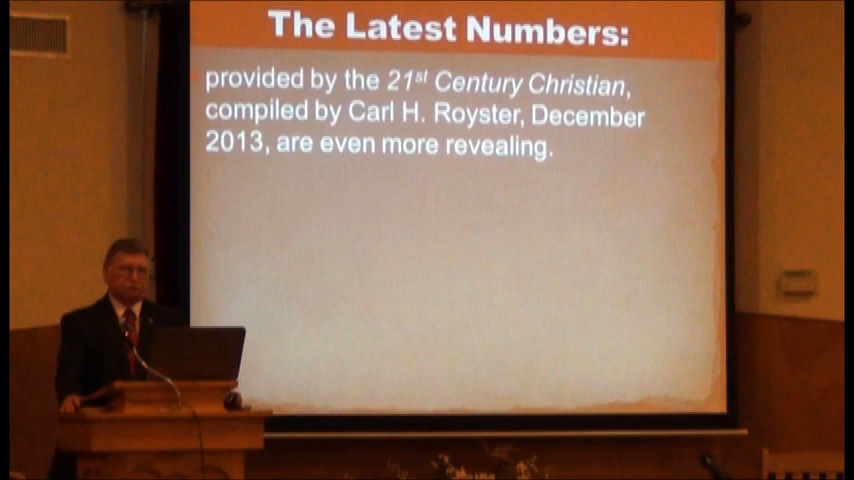 The Latest Numbers:
provided by the 21st Century Christian,
compiled by Carl H. Royster, December
2013, are even more revealing.